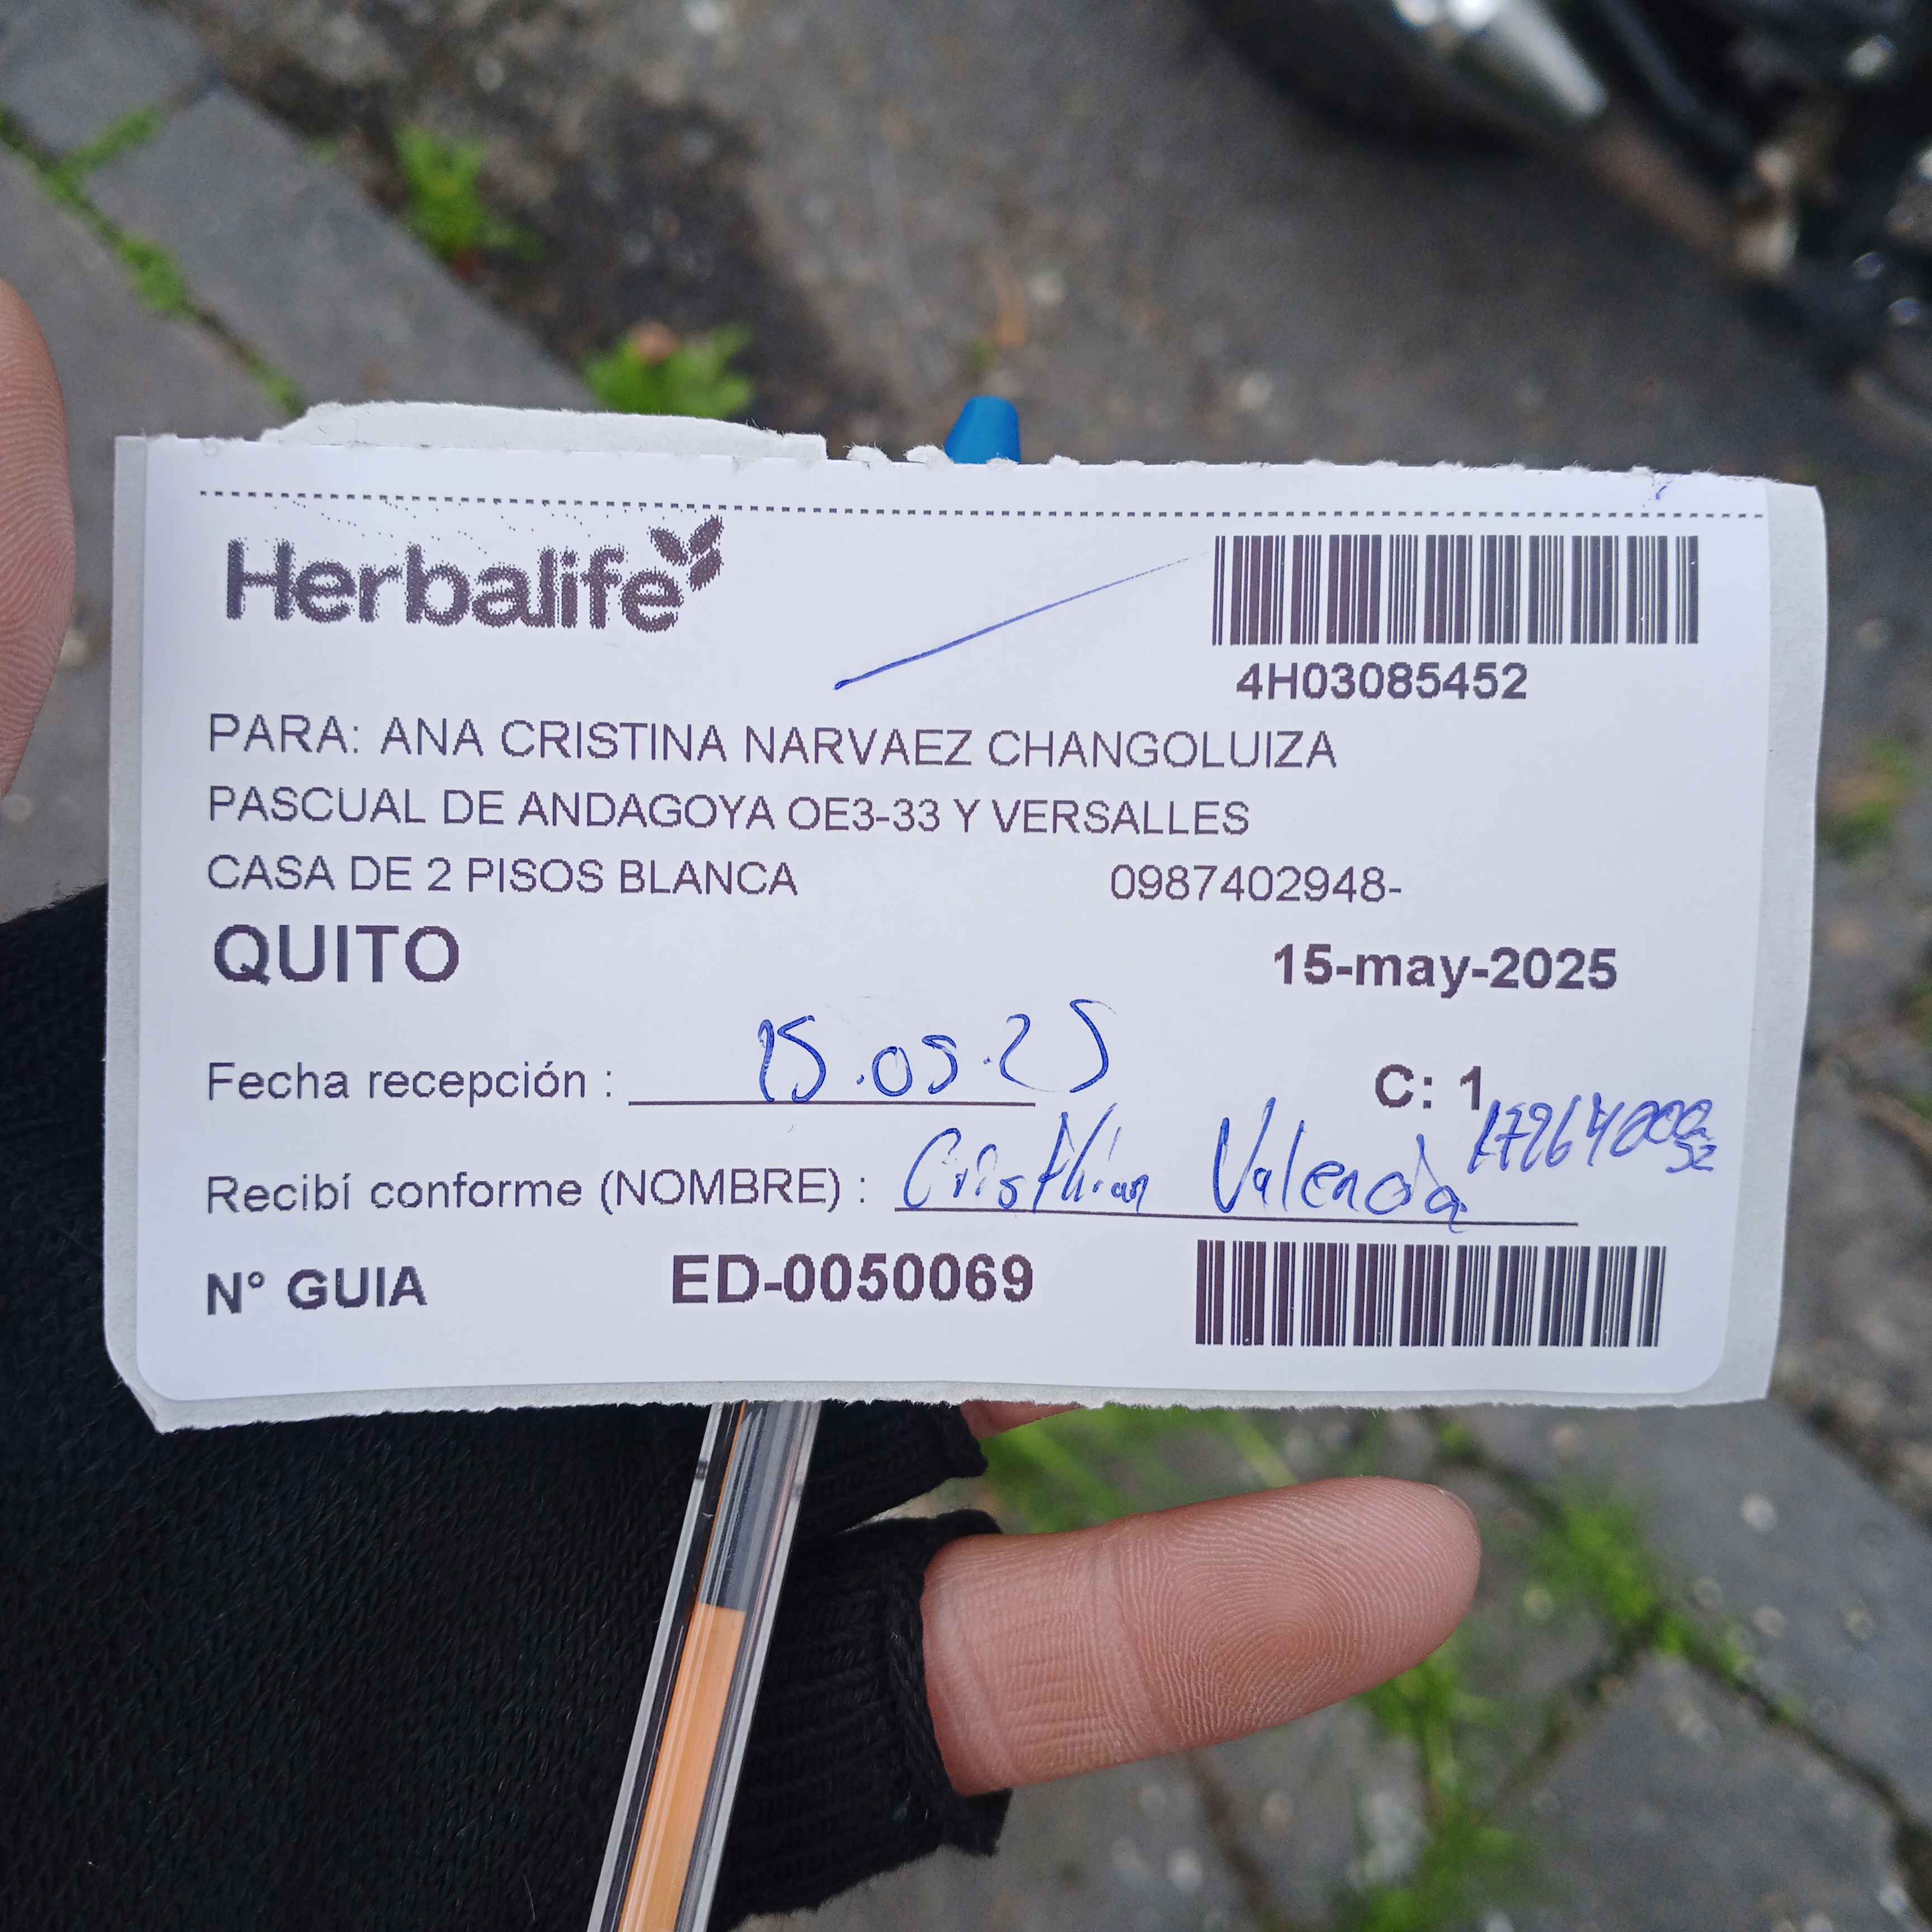 Herbalife
4H03085452
PARA: ANA CRISTINA NARVAEZ CHANGOLUIZA
PASCUAL DE ANDAGOYA OE3-33 Y VERSALLES
CASA DE 2 PISOS BLANCA 0987402948-
QUITO 15-may-2025
Fecha recepción : 15.05.25 C: 1
Recibí conforme (NOMBRE) : Cristhian Valencia
N° GUIA ED-0050069